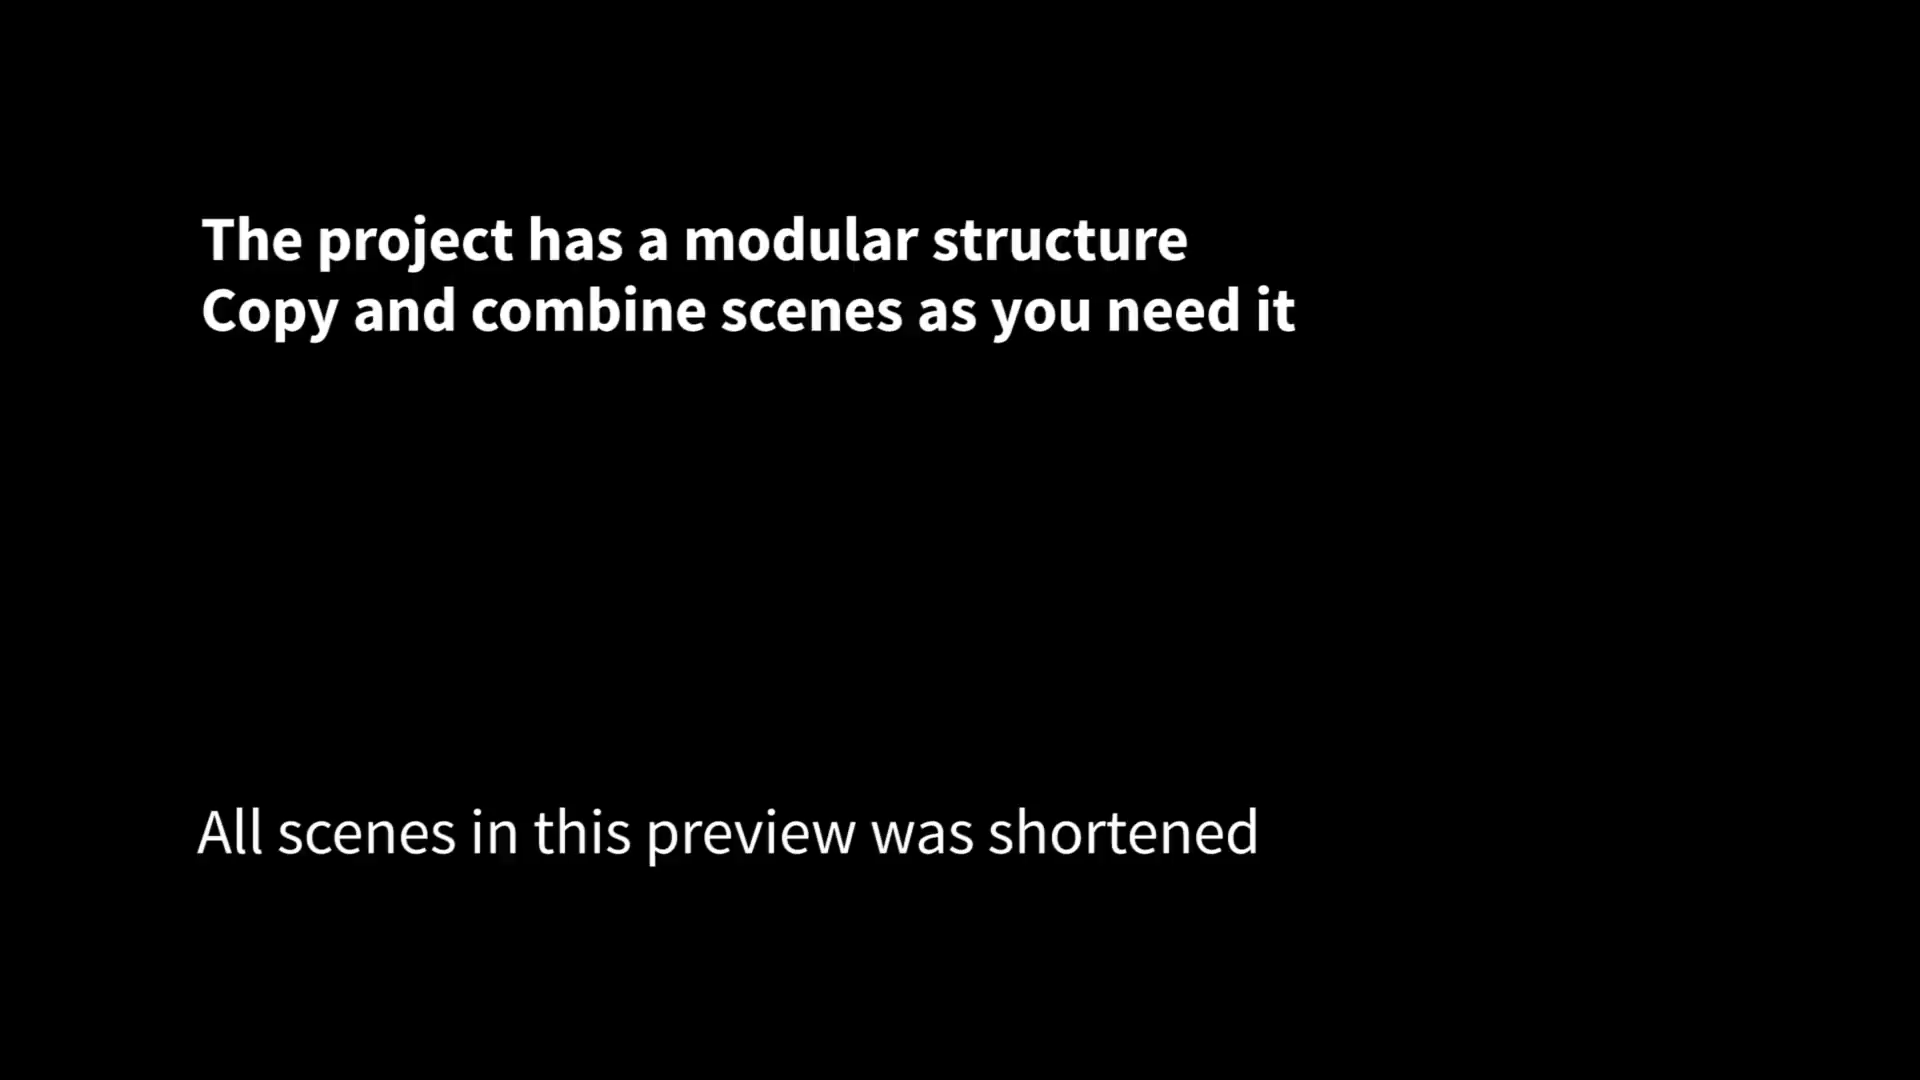 The project has a modular structure
Copy and combine scenes as you need it
All scenes in this preview was shortened